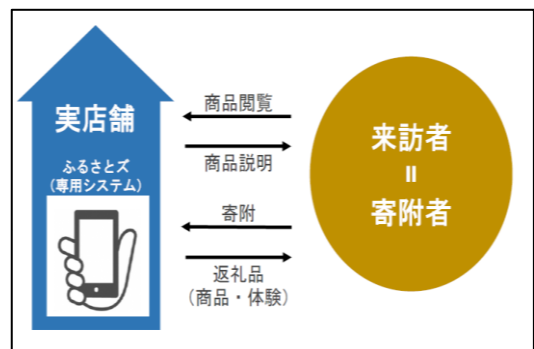 実店舗
ふるさとズ
(専用システム)
商品閲覧
商品説明
寄附
返礼品
(商品・体験)
来訪者
=
寄附者